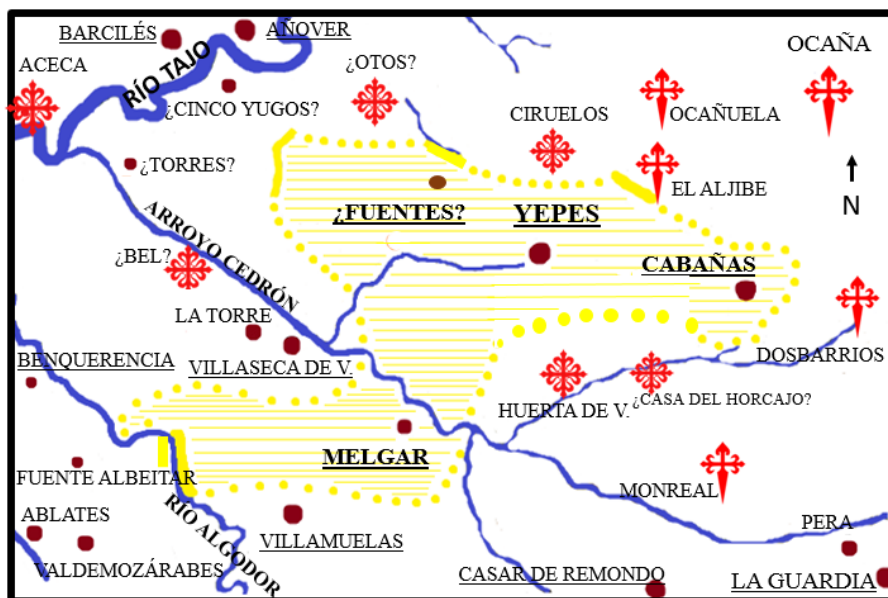 BARCILÉS
AÑOVER
OCAÑA
ACECA
RÍO TAJO
¿OTOS?
¿CINCO YUGOS?
CIRUELOS
OCAÑUELA
¿TORRES?
EL ALJIBE
N
¿FUENTES?
YEPES
ARROYO CEDRÓN
¿BEL?
CABAÑAS
LA TORRE
DOSBARRIOS
BENQUERENCIA
VILLASECA DE V.
HUERTA DE V.
¿CASA DEL HORCAJO?
MELGAR
FUENTE ALBEITAR
MONREAL
RÍO ALGODOR
ABLATES
VILLAMUELAS
PERA
VALDEMOZÁRABES
CASAR DE REMONDO
LA GUARDIA